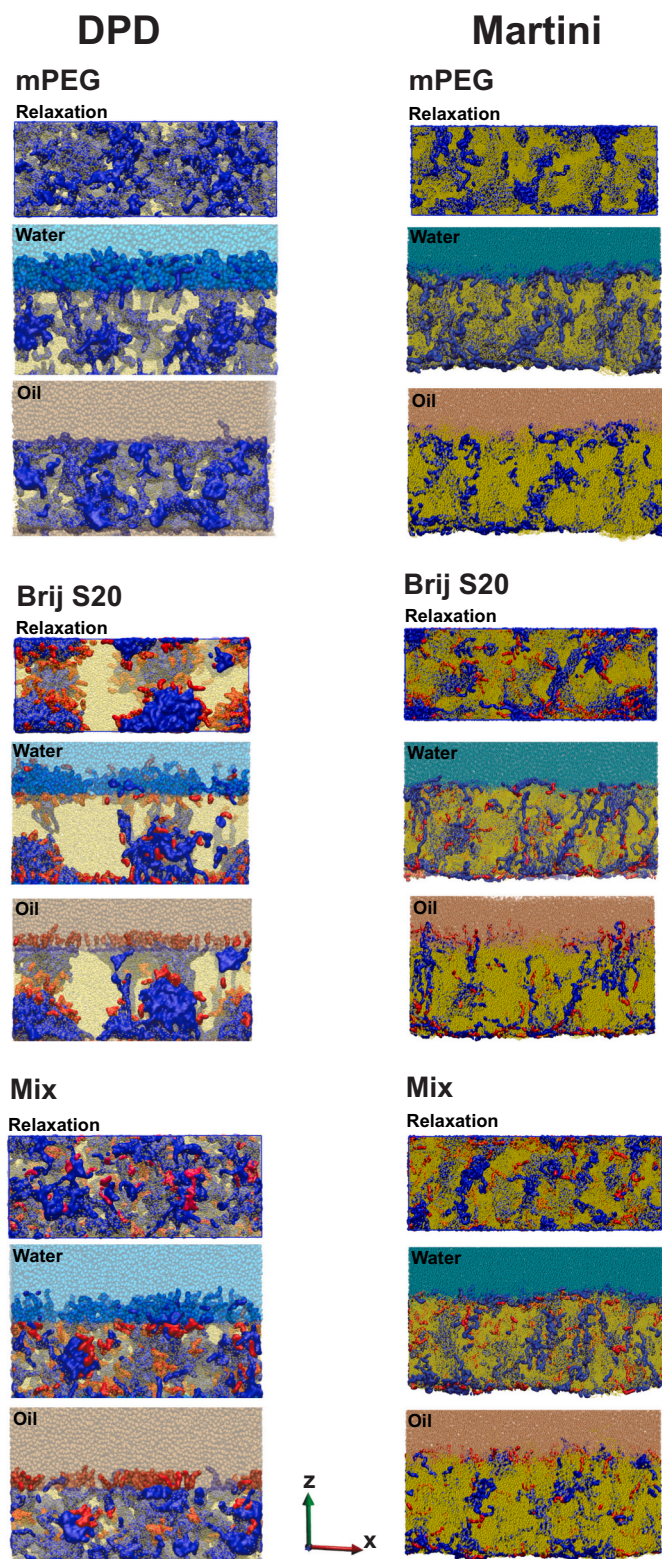 DPD
Martini
mPEG
mPEG
Relaxation
Relaxation
Water
Water
Oil
Oil
Brij S20
Brij S20
Relaxation
Relaxation
Water
Water
Oil
Oil
Mix
Mix
Relaxation
Relaxation
Water
Water
Oil
Oil
z
x